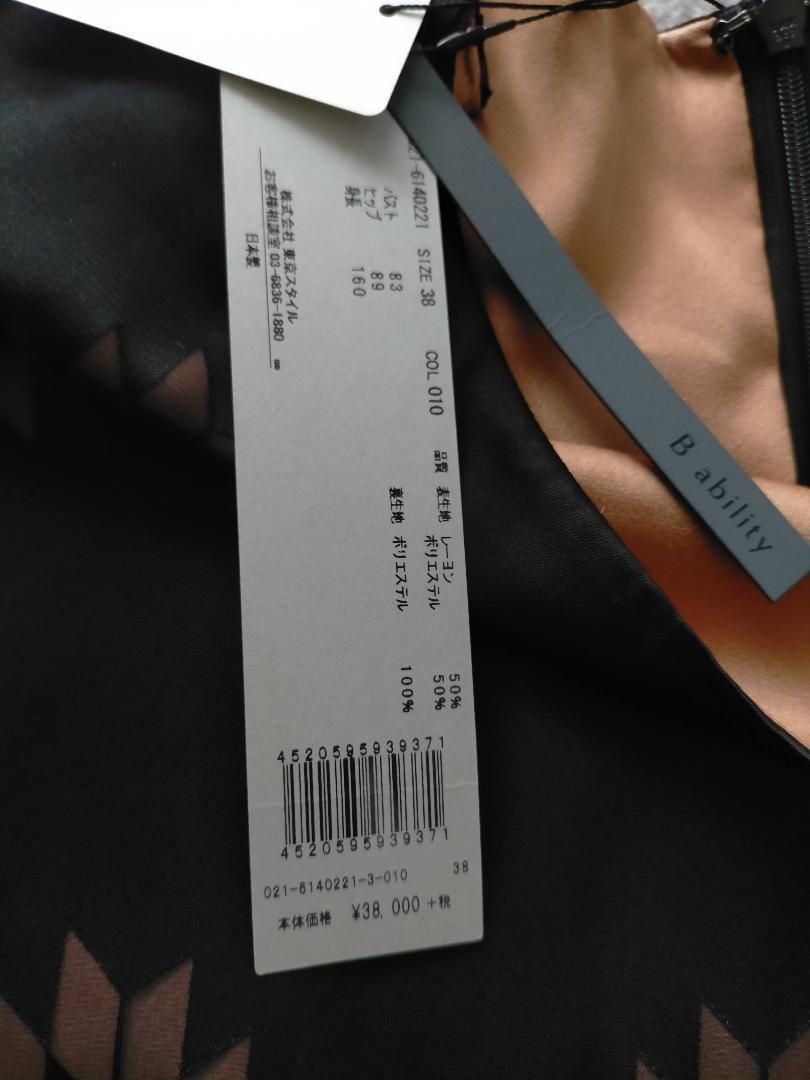 21-6140221 SIZE 38 COL 010
バスト 83
ヒップ 89
身長 160
株式会社 東京スタイル
お客様相談室 03-6836-1880 ∞
日本製
品質 表生地 レーヨン 50%
ポリエステル 50%
裏生地 ポリエステル 100%
4520595939371
4520595939371
021-6140221-3-010 38
本体価格 ¥38,000+税
B ability